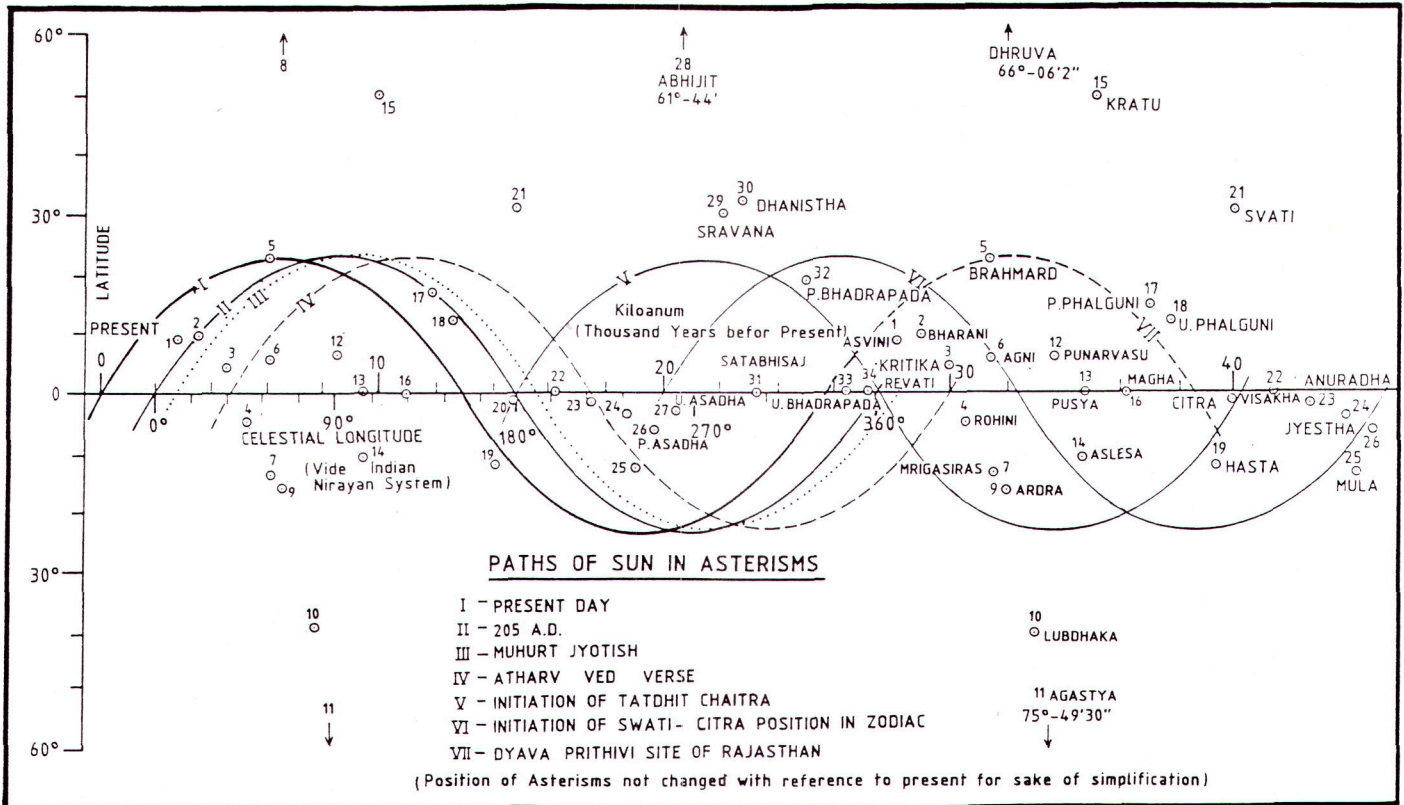 60°
30°
0
30°
60°
LATITUDE
8
28
ABHIJIT
61°-44'
DHRUVA
66°-06'2"
15
15
KRATU
21
29
30
DHANISTHA
SRAVANA
21
SVATI
5
I
II
III
IV
V
VI
VII
5
BRAHMARD
32
P.BHADRAPADA
17
P.PHALGUNI
18
U.PHALGUNI
17
18
Kiloanum
(Thousand Years befor Present)
PRESENT
1
2
3
6
12
1
ASVINI
2
BHARANI
3
KRITIKA
REVATI
6
AGNI
12
PUNARVASU
SATABHISAJ
0
10
20
30
40
13
16
20
22
23
24
27
U.ASADHA
31
33
34
U.BHADRAPADA
13
PUSYA
MAGHA
16
CITRA
22
VISAKHA
ANURADHA
23
24
JYESTHA
26
0°
90°
180°
270°
360°
4
CELESTIAL LONGITUDE
(Vide Indian
Nirayan System)
14
7
9
19
26
P.ASADHA
25
4
ROHINI
14
ASLESA
MRIGASIRAS
7
9
ARDRA
19
HASTA
25
MULA
10
11
10
LUBDHAKA
11 AGASTYA
75°-49'30"
PATHS OF SUN IN ASTERISMS
I - PRESENT DAY
II - 205 A.D.
III - MUHURT JYOTISH
IV - ATHARV VED VERSE
V - INITIATION OF TATDHIT CHAITRA
VI - INITIATION OF SWATI- CITRA POSITION IN ZODIAC
VII - DYAVA PRITHIVI SITE OF RAJASTHAN
(Position of Asterisms not changed with reference to present for sake of simplification)